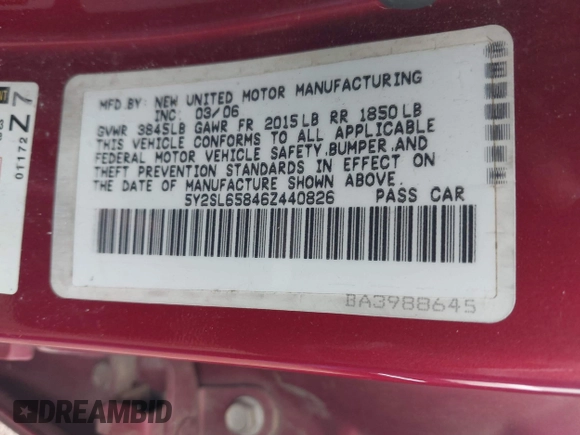 MFD.BY: NEW UNITED MOTOR MANUFACTURING
INC. 03/06
GVWR 3845LB GAWR FR 2015LB RR 1850LB
THIS VEHICLE CONFORMS TO ALL APPLICABLE
FEDERAL MOTOR VEHICLE SAFETY,BUMPER,AND
THEFT PREVENTION STANDARDS IN EFFECT ON
THE DATE OF MANUFACTURE SHOWN ABOVE.
5Y2SL65846Z440826 PASS CAR
BA3988645
01172
Z7
DREAMBID